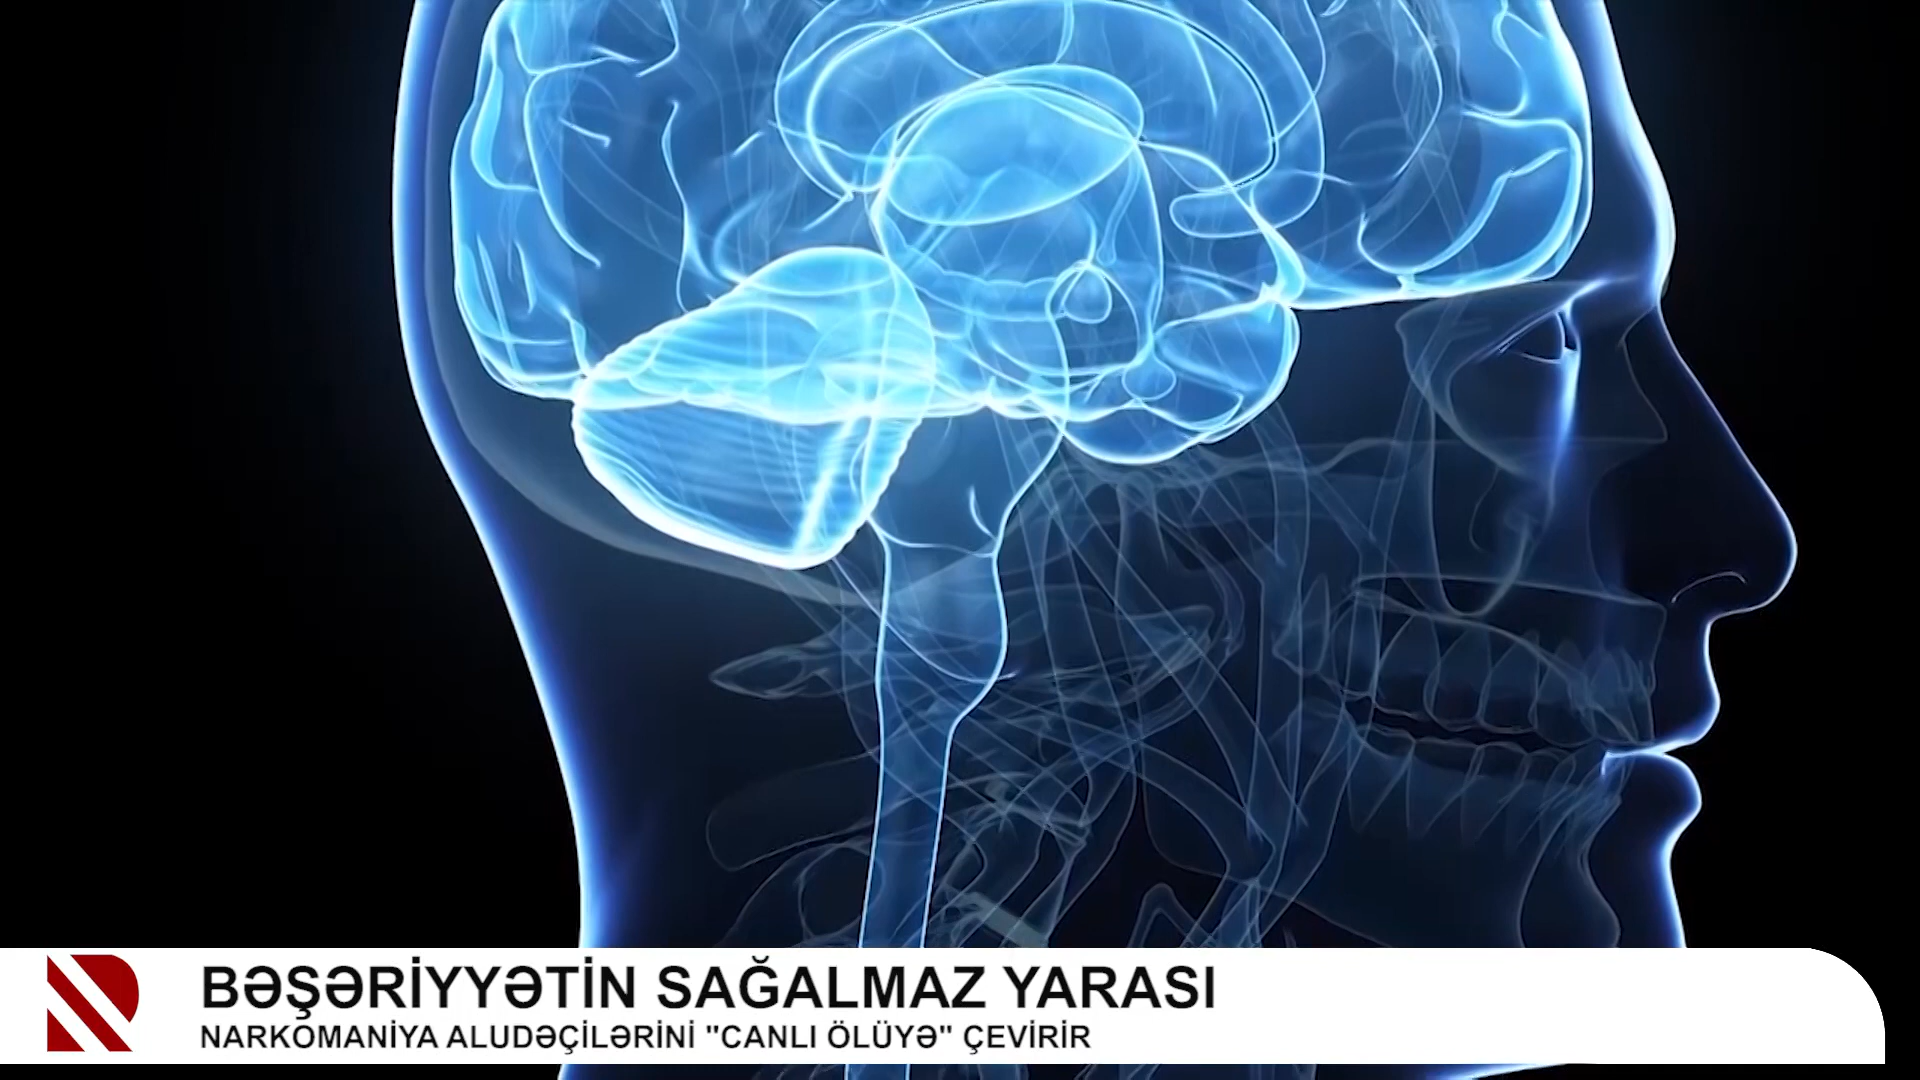 BƏŞƏRİYYƏTİN SAĞALMAZ YARASI
NARKOMANİYA ALUDƏÇİLƏRİNİ "CANLI ÖLÜYƏ" ÇEVİRİR